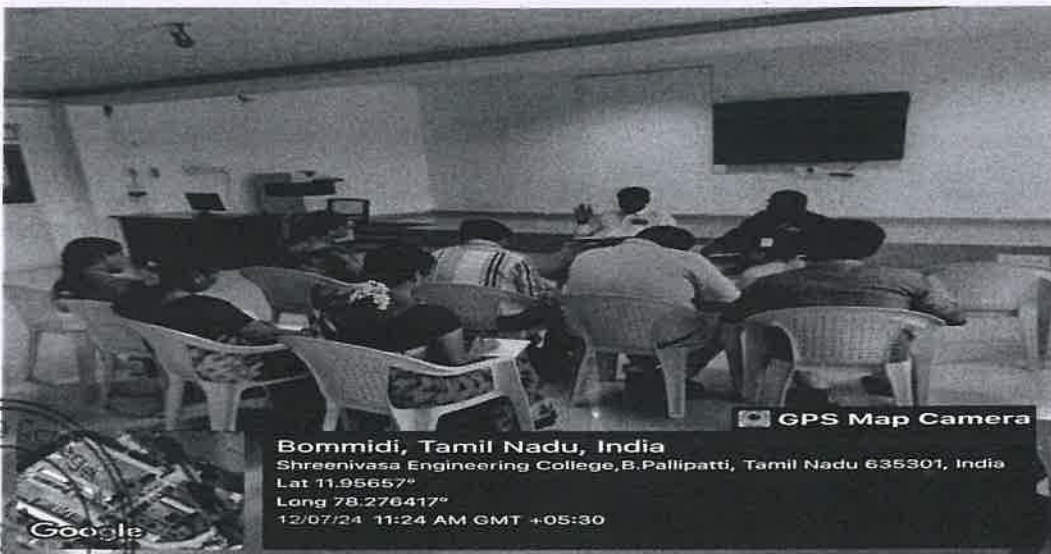 GPS Map Camera
Bommidi, Tamil Nadu, India
Shreenivasa Engineering College,B.Pallipatti, Tamil Nadu 635301, India
Lat 11.95657°
Long 78.276417°
12/07/24 11:24 AM GMT +05:30
Google